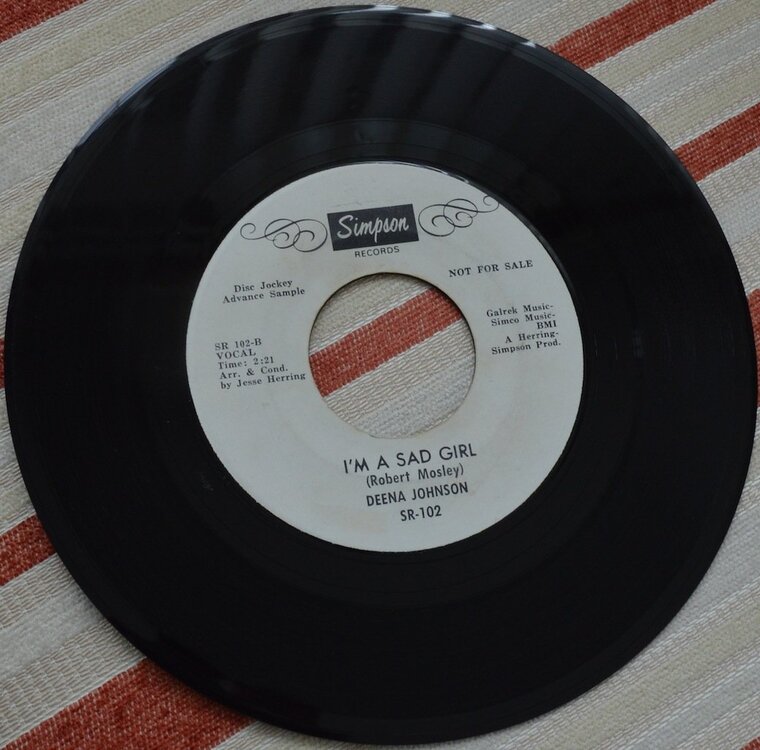 Simpson
RECORDS
Disc Jockey
Advance Sample
NOT FOR SALE
SR 102-B
VOCAL
Time: 2:21
Arr. & Cond.
by Jesse Herring
Galrek Music-
Simco Music-
BMI
A Herring-
Simpson Prod.
I'M A SAD GIRL
(Robert Mosley)
DEENA JOHNSON
SR-102